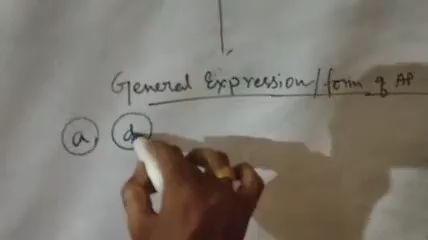 General Expression/form of AP
a, d